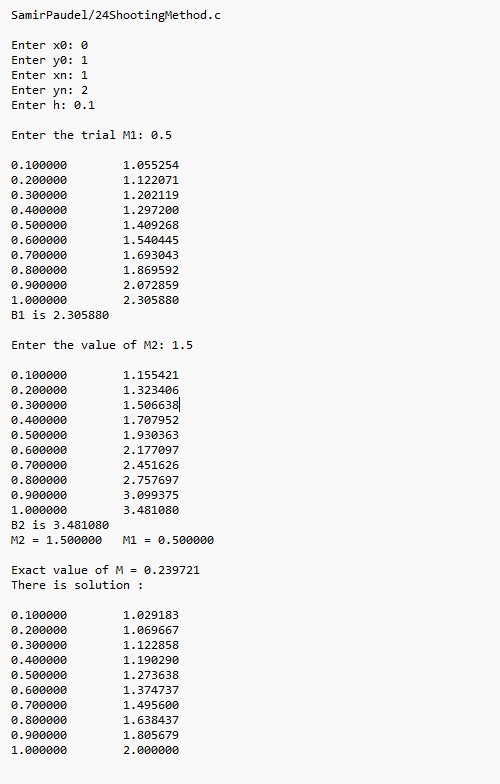 SamirPaudel/24ShootingMethod.c
Enter x0: 0
Enter y0: 1
Enter xn: 1
Enter yn: 2
Enter h: 0.1
Enter the trial M1: 0.5
0.100000 1.055254
0.200000 1.122071
0.300000 1.202119
0.400000 1.297200
0.500000 1.409268
0.600000 1.540445
0.700000 1.693043
0.800000 1.869592
0.900000 2.072859
1.000000 2.305880
B1 is 2.305880
Enter the value of M2: 1.5
0.100000 1.155421
0.200000 1.323406
0.300000 1.506638
0.400000 1.707952
0.500000 1.930363
0.600000 2.177097
0.700000 2.451626
0.800000 2.757697
0.900000 3.099375
1.000000 3.481080
B2 is 3.481080
M2 = 1.500000 M1 = 0.500000
Exact value of M = 0.239721
There is solution :
0.100000 1.029183
0.200000 1.069667
0.300000 1.122858
0.400000 1.190290
0.500000 1.273638
0.600000 1.374737
0.700000 1.495600
0.800000 1.638437
0.900000 1.805679
1.000000 2.000000